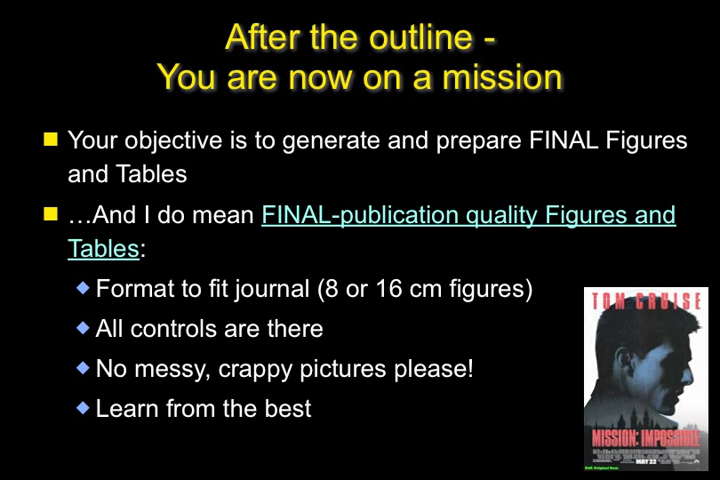 After the outline -
You are now on a mission
Your objective is to generate and prepare FINAL Figures
and Tables
…And I do mean FINAL-publication quality Figures and
Tables:
Format to fit journal (8 or 16 cm figures)
All controls are there
No messy, crappy pictures please!
Learn from the best
TOM CRUISE
MISSION: IMPOSSIBLE
MAY 22